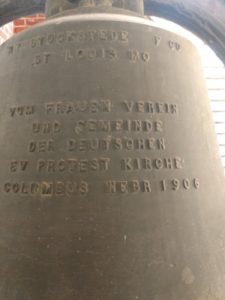 STUCKSTEDE F CO
ST LOUIS MO
VOM FRAUEN VEREIN
UND GEMEINDE
DER DEUTSCHEN
EV PROTEST KIRCHE
COLUMBUS NEBR 1906